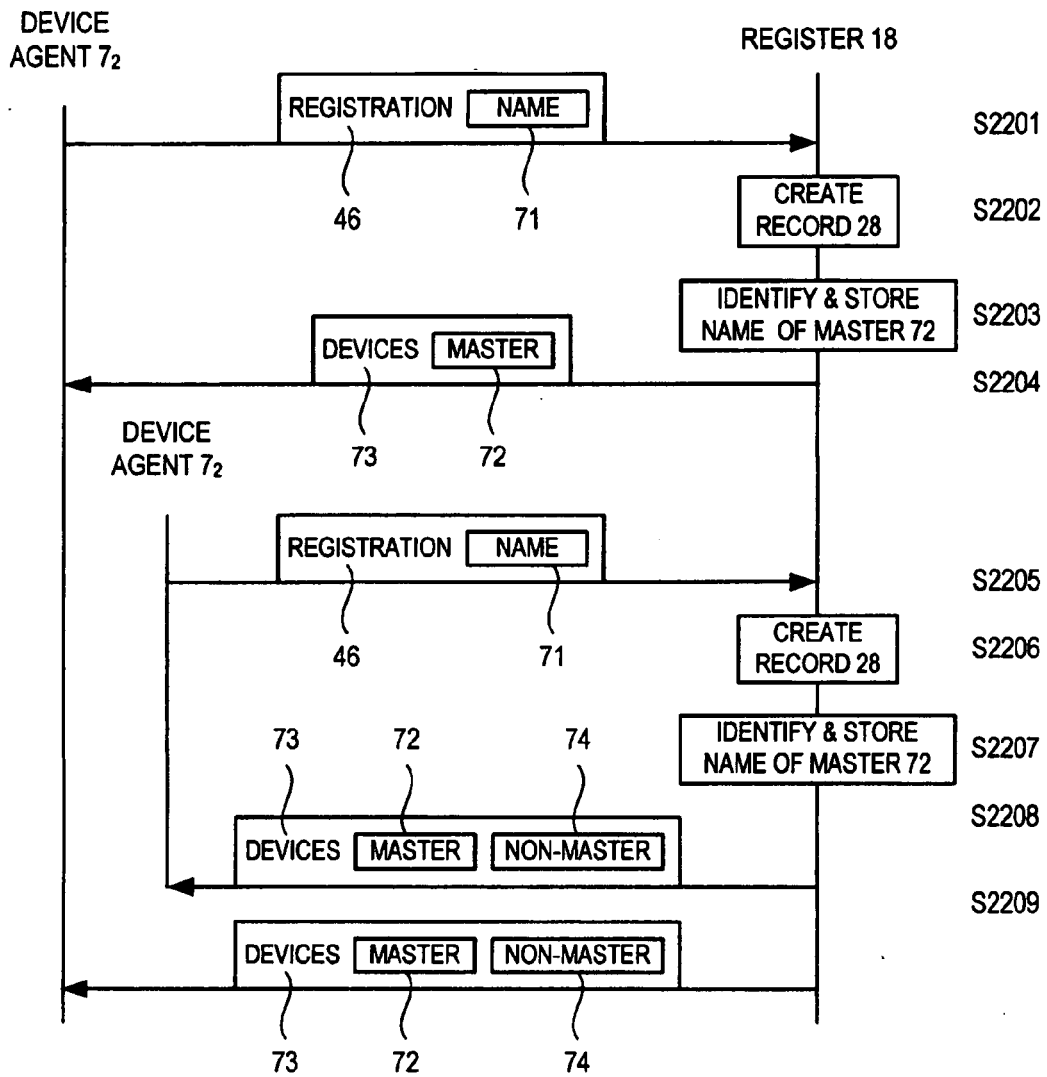 DEVICE
AGENT 7₂
REGISTER 18
REGISTRATION NAME
S2201
46 71
CREATE
RECORD 28
S2202
IDENTIFY & STORE
NAME OF MASTER 72
S2203
DEVICES MASTER
S2204
73 72
DEVICE
AGENT 7₂
REGISTRATION NAME
S2205
46 71
CREATE
RECORD 28
S2206
IDENTIFY & STORE
NAME OF MASTER 72
S2207
73 72 74
S2208
DEVICES MASTER NON-MASTER
S2209
DEVICES MASTER NON-MASTER
73 72 74